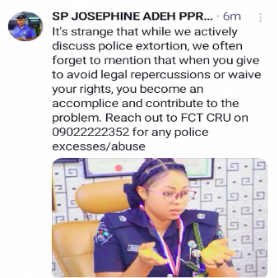 SP JOSEPHINE ADEH PPR... · 6m
It's strange that while we actively
discuss police extortion, we often
forget to mention that when you give
to avoid legal repercussions or waive
your rights, you become an
accomplice and contribute to the
problem. Reach out to FCT CRU on
09022222352 for any police
excesses/abuse